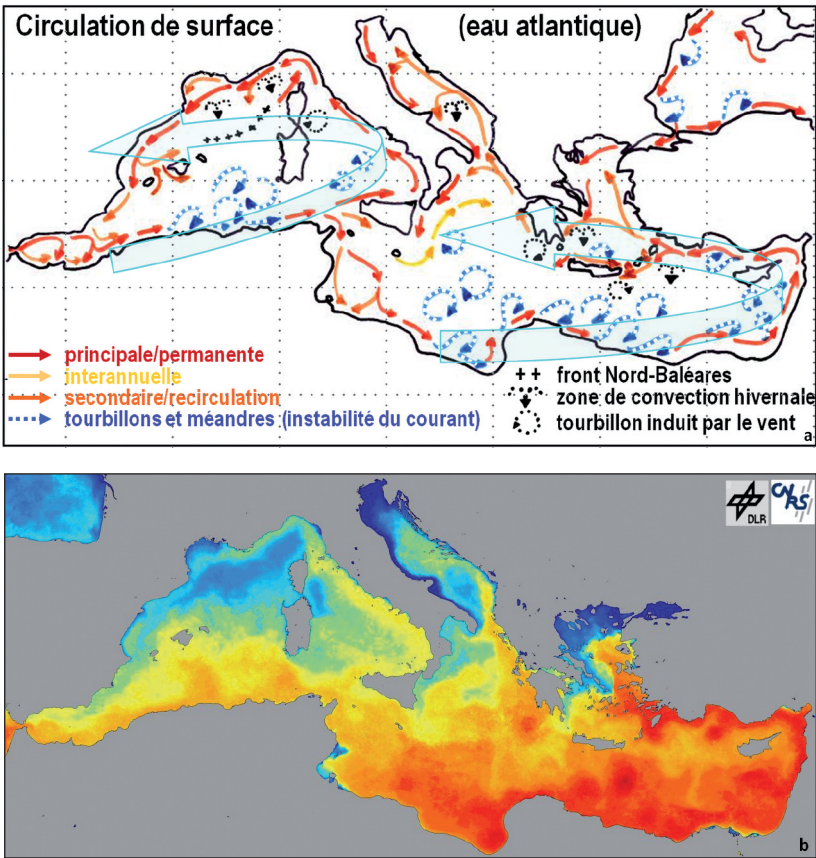 Circulation de surface (eau atlantique)
principale/permanente
interannuelle
secondaire/recirculation
tourbillons et méandres (instabilité du courant)
++ front Nord-Baléares
zone de convection hivernale
tourbillon induit par le vent
a
DLR CNRS
b